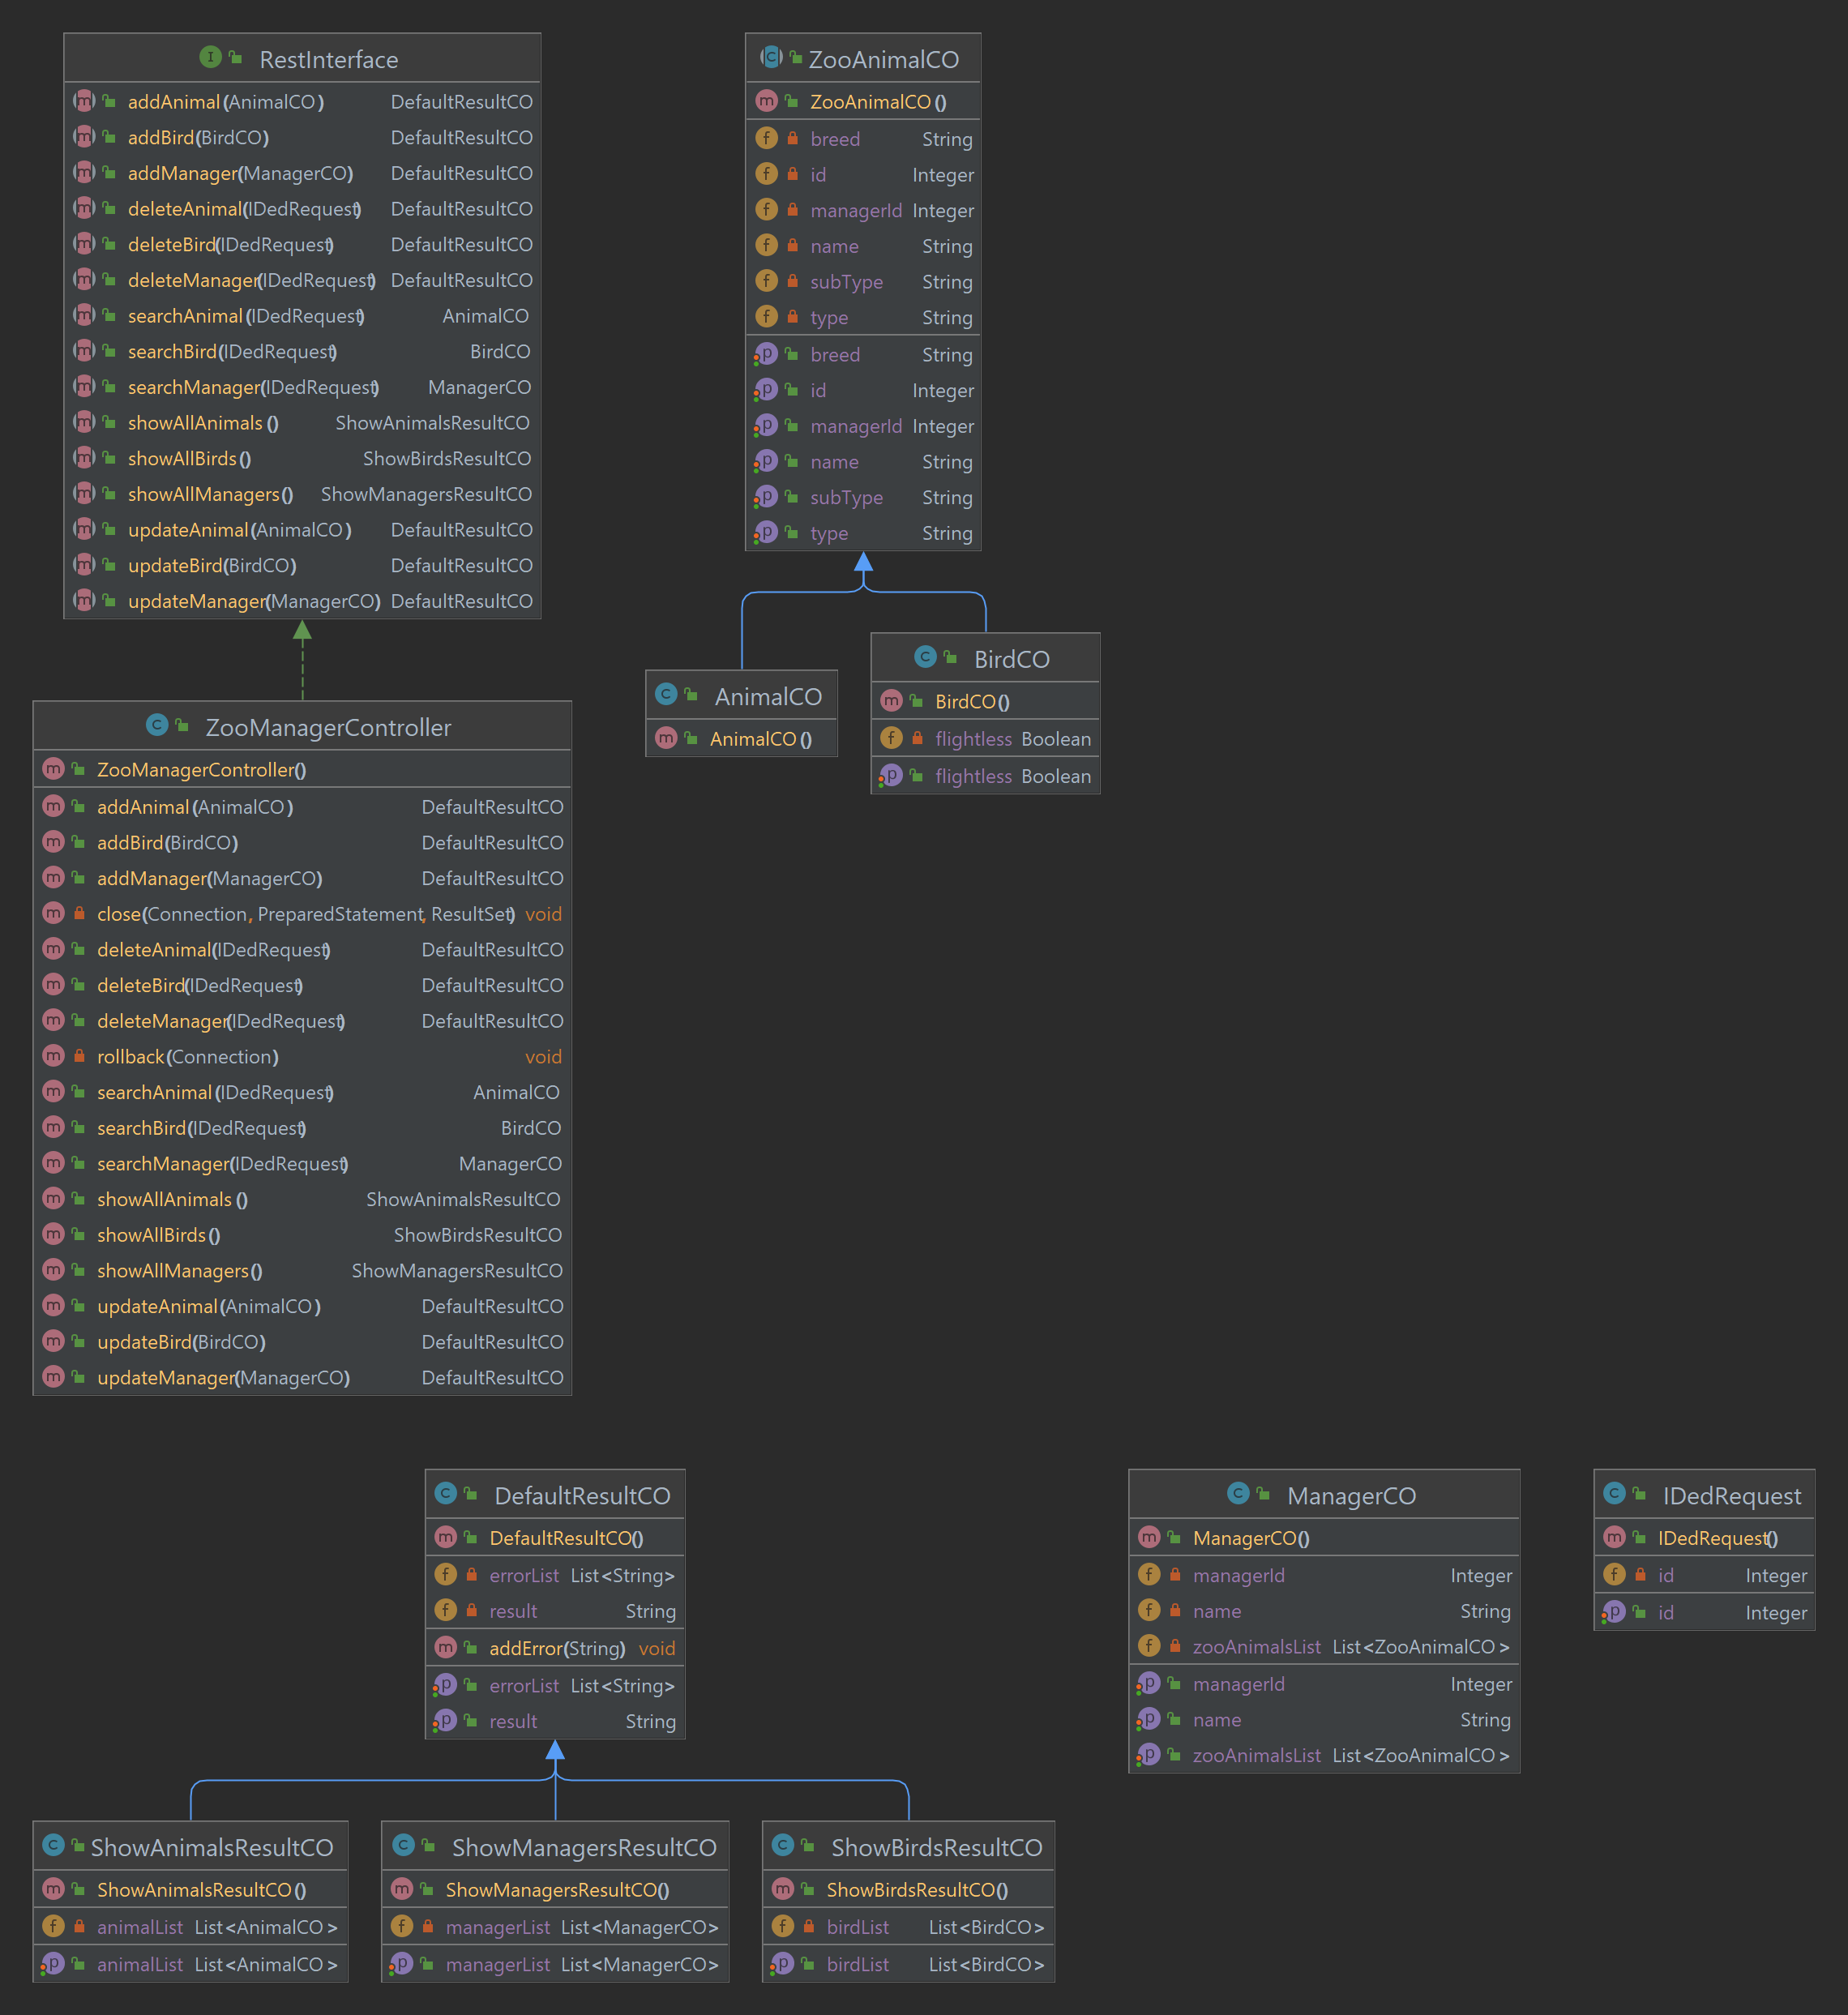 RestInterface
addAnimal(AnimalCO) DefaultResultCO
addBird(BirdCO) DefaultResultCO
addManager(ManagerCO) DefaultResultCO
deleteAnimal(IDedRequest) DefaultResultCO
deleteBird(IDedRequest) DefaultResultCO
deleteManager(IDedRequest) DefaultResultCO
searchAnimal(IDedRequest) AnimalCO
searchBird(IDedRequest) BirdCO
searchManager(IDedRequest) ManagerCO
showAllAnimals() ShowAnimalsResultCO
showAllBirds() ShowBirdsResultCO
showAllManagers() ShowManagersResultCO
updateAnimal(AnimalCO) DefaultResultCO
updateBird(BirdCO) DefaultResultCO
updateManager(ManagerCO) DefaultResultCO
ZooAnimalCO
ZooAnimalCO()
breed String
id Integer
managerId Integer
name String
subType String
type String
breed String
id Integer
managerId Integer
name String
subType String
type String
AnimalCO
AnimalCO()
BirdCO
BirdCO()
flightless Boolean
flightless Boolean
ZooManagerController
ZooManagerController()
addAnimal(AnimalCO) DefaultResultCO
addBird(BirdCO) DefaultResultCO
addManager(ManagerCO) DefaultResultCO
close(Connection, PreparedStatement, ResultSet) void
deleteAnimal(IDedRequest) DefaultResultCO
deleteBird(IDedRequest) DefaultResultCO
deleteManager(IDedRequest) DefaultResultCO
rollback(Connection) void
searchAnimal(IDedRequest) AnimalCO
searchBird(IDedRequest) BirdCO
searchManager(IDedRequest) ManagerCO
showAllAnimals() ShowAnimalsResultCO
showAllBirds() ShowBirdsResultCO
showAllManagers() ShowManagersResultCO
updateAnimal(AnimalCO) DefaultResultCO
updateBird(BirdCO) DefaultResultCO
updateManager(ManagerCO) DefaultResultCO
DefaultResultCO
DefaultResultCO()
errorList List<String>
result String
addError(String) void
errorList List<String>
result String
ManagerCO
ManagerCO()
managerId Integer
name String
zooAnimalsList List<ZooAnimalCO>
managerId Integer
name String
zooAnimalsList List<ZooAnimalCO>
IDedRequest
IDedRequest()
id Integer
id Integer
ShowAnimalsResultCO
ShowAnimalsResultCO()
animalList List<AnimalCO>
animalList List<AnimalCO>
ShowManagersResultCO
ShowManagersResultCO()
managerList List<ManagerCO>
managerList List<ManagerCO>
ShowBirdsResultCO
ShowBirdsResultCO()
birdList List<BirdCO>
birdList List<BirdCO>